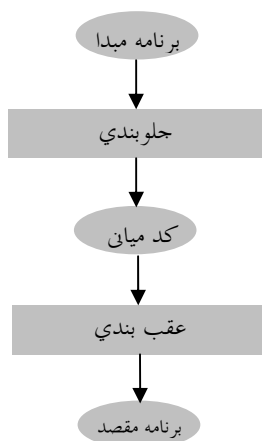 برنامه مبدا
جلوبندي
کد میانی
عقب بندي
برنامه مقصد